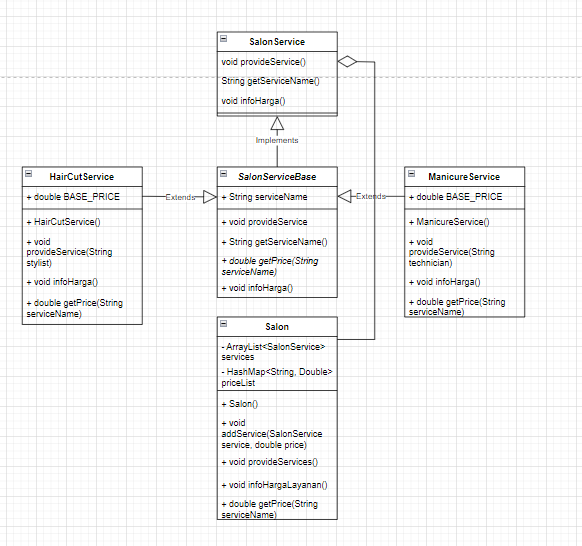 SalonService
void provideService()
String getServiceName()
void infoHarga()
Implements
HairCutService
+ double BASE_PRICE
+ HairCutService()
+ void
provideService(String
stylist)
+ void infoHarga()
+ double getPrice(String
serviceName)
Extends
SalonServiceBase
+ String serviceName
+ void provideService
+ String getServiceName()
+ double getPrice(String
serviceName)
+ void infoHarga()
Extends
ManicureService
+ double BASE_PRICE
+ ManicureService()
+ void
provideService(String
technician)
+ void infoHarga()
+ double getPrice(String
serviceName)
Salon
- ArrayList<SalonService>
services
- HashMap<String, Double>
priceList
+ Salon()
+ void
addService(SalonService
service, double price)
+ void provideServices()
+ void infoHargaLayanan()
+ double getPrice(String
serviceName)